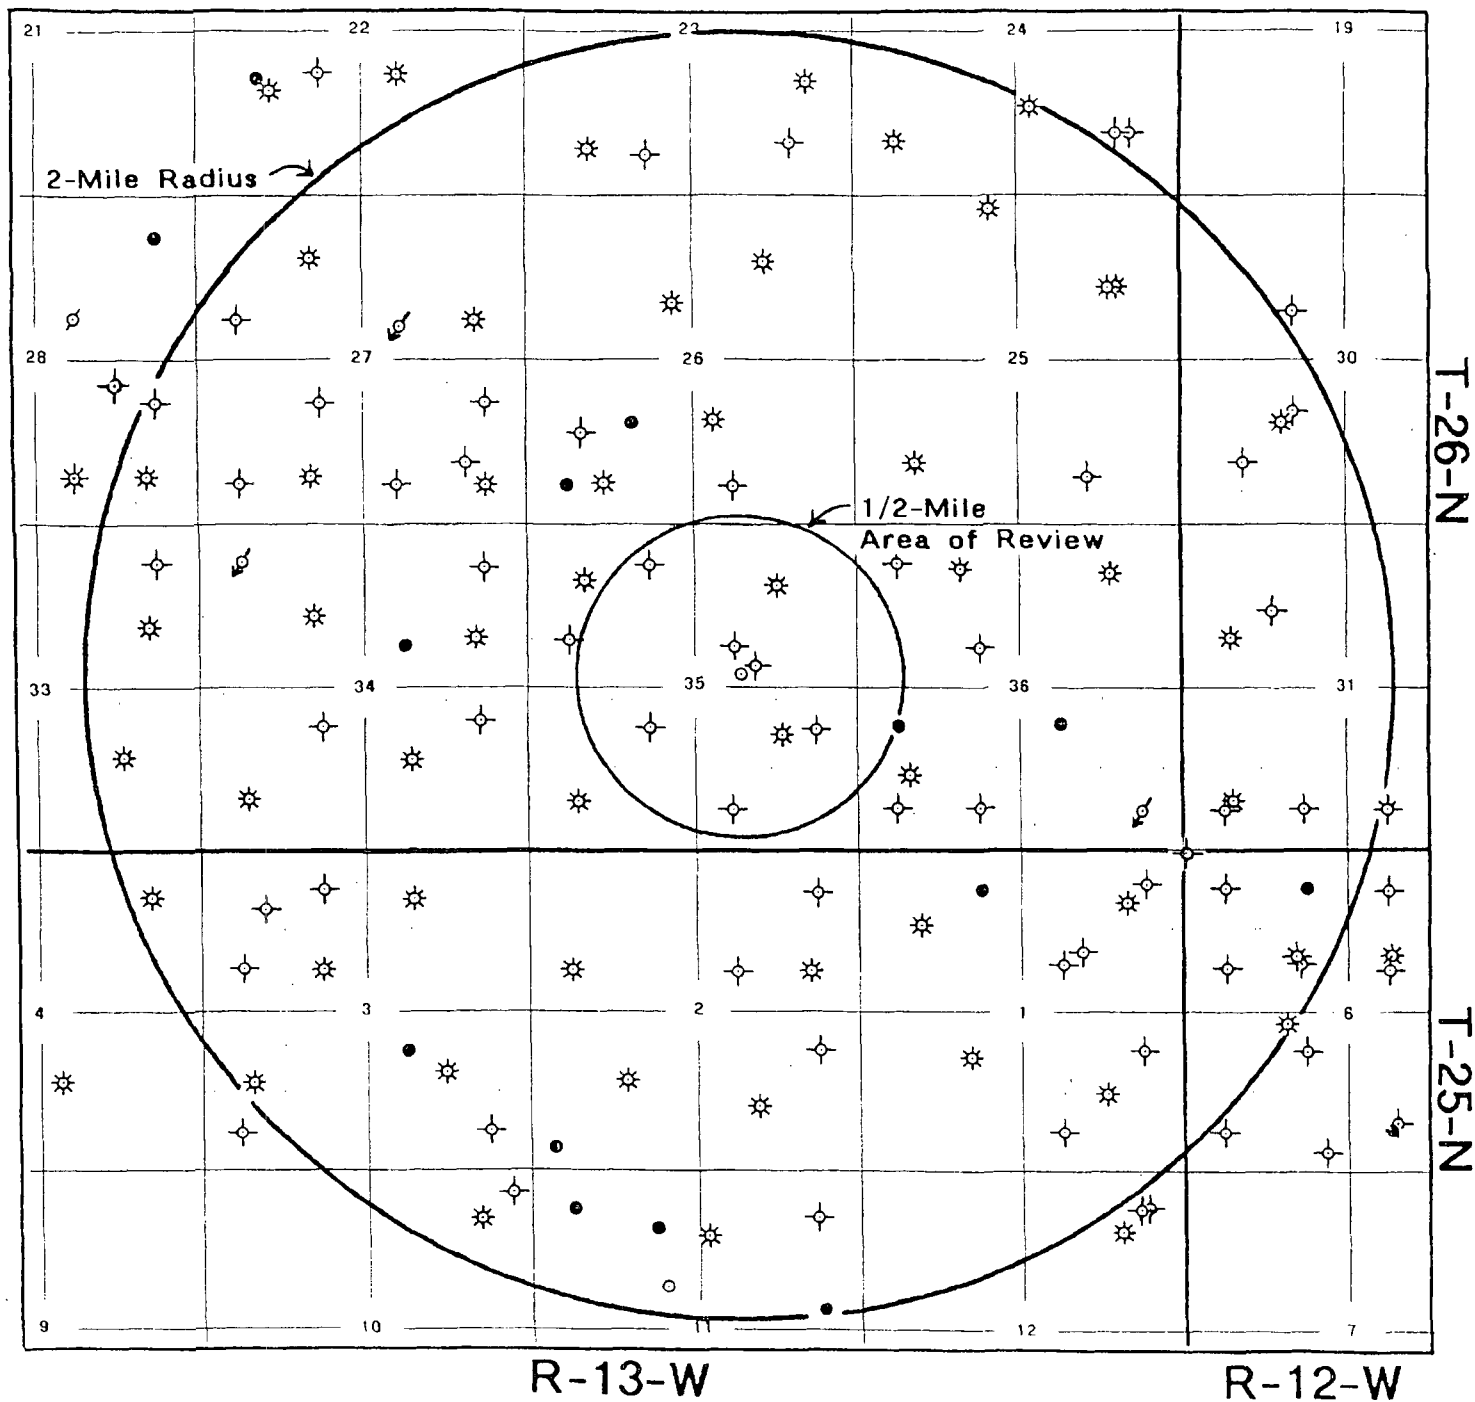 21 22 23 24 19
2-Mile Radius
28 27 26 25 30
T-26-N
1/2-Mile
Area of Review
33 34 35 36 31
4 3 2 1 6
T-25-N
9 10 11 12 7
R-13-W R-12-W